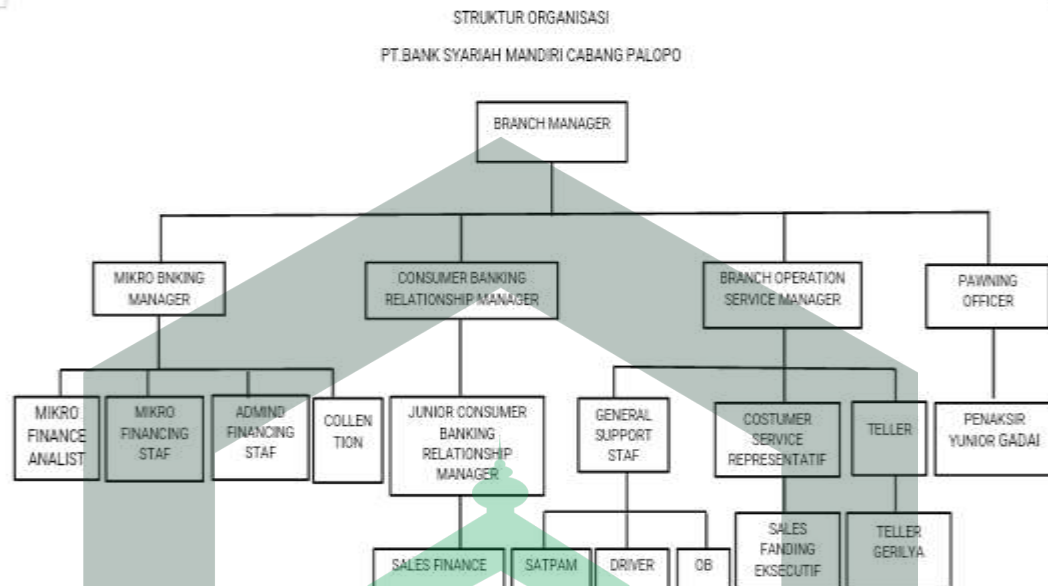 STRUKTUR ORGANISASI
PT.BANK SYARIAH MANDIRI CABANG PALOPO
BRANCH MANAGER
MIKRO BNKING
MANAGER
CONSUMER BANKING
RELATIONSHIP MANAGER
BRANCH OPERATION
SERVICE MANAGER
PAWNING
OFFICER
MIKRO
FINANCE
ANALIST
MIKRO
FINANCING
STAF
ADMIND
FINANCING
STAF
COLLEN
TION
JUNIOR CONSUMER
BANKING
RELATIONSHIP
MANAGER
GENERAL
SUPPORT
STAF
COSTUMER
SERVICE
REPRESENTATIF
TELLER
PENAKSIR
YUNIOR GADAI
SALES FINANCE
SATPAM
DRIVER
OB
SALES
FANDING
EKSECUTIF
TELLER
GERILYA